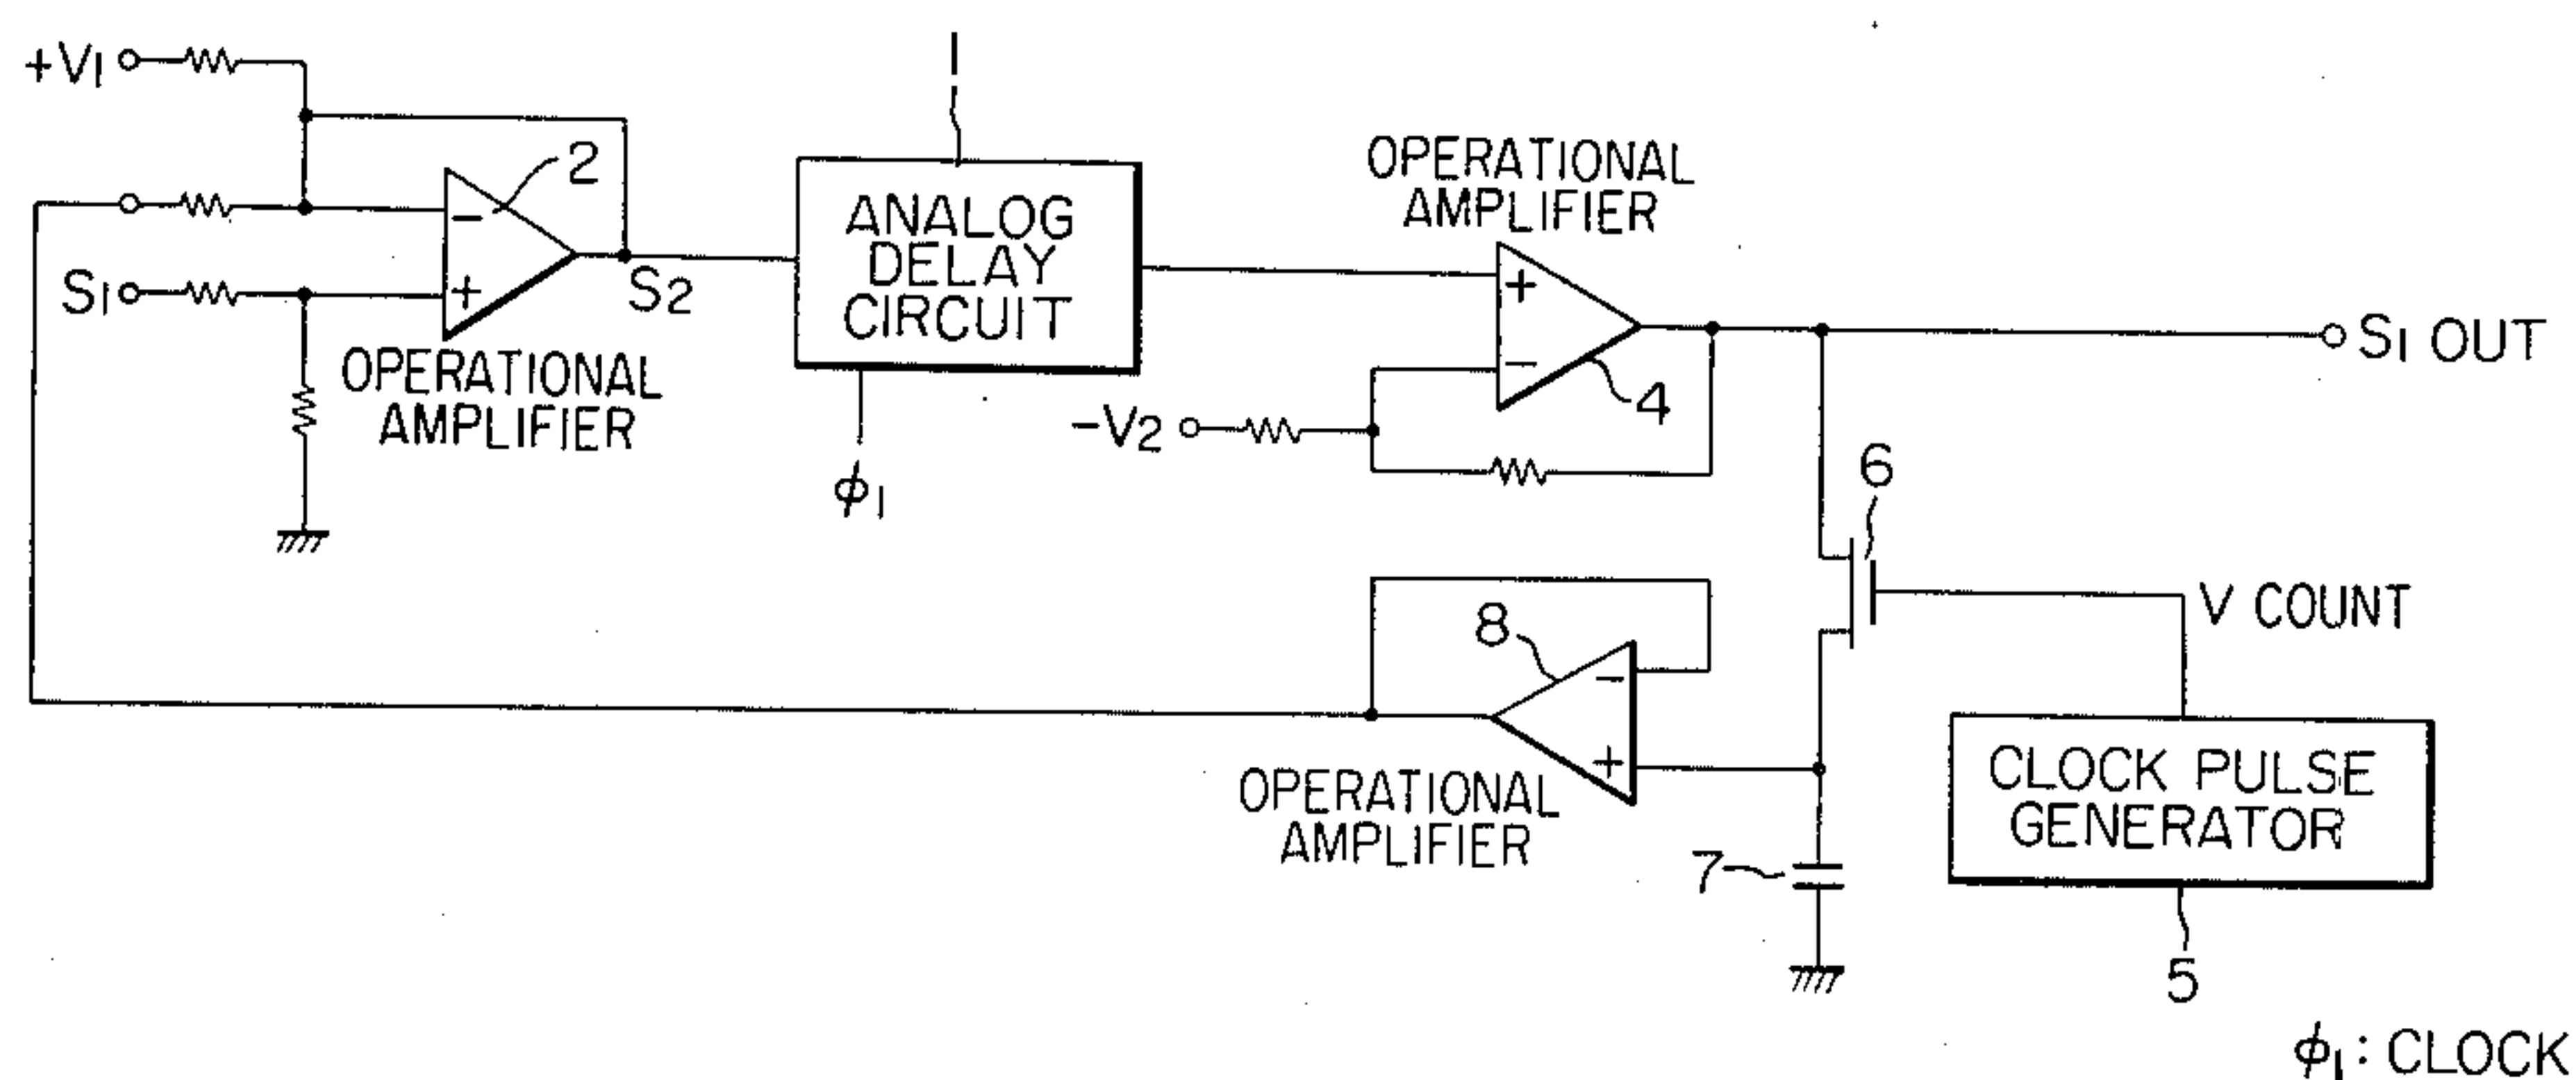 +V1
1
2
OPERATIONAL
AMPLIFIER
−
+
S1
S2
OPERATIONAL
AMPLIFIER
ANALOG
DELAY
CIRCUIT
ϕ1
+
−
4
−V2
S1 OUT
6
V COUNT
8
−
+
OPERATIONAL
AMPLIFIER
7
CLOCK PULSE
GENERATOR
5
ϕ1: CLOCK